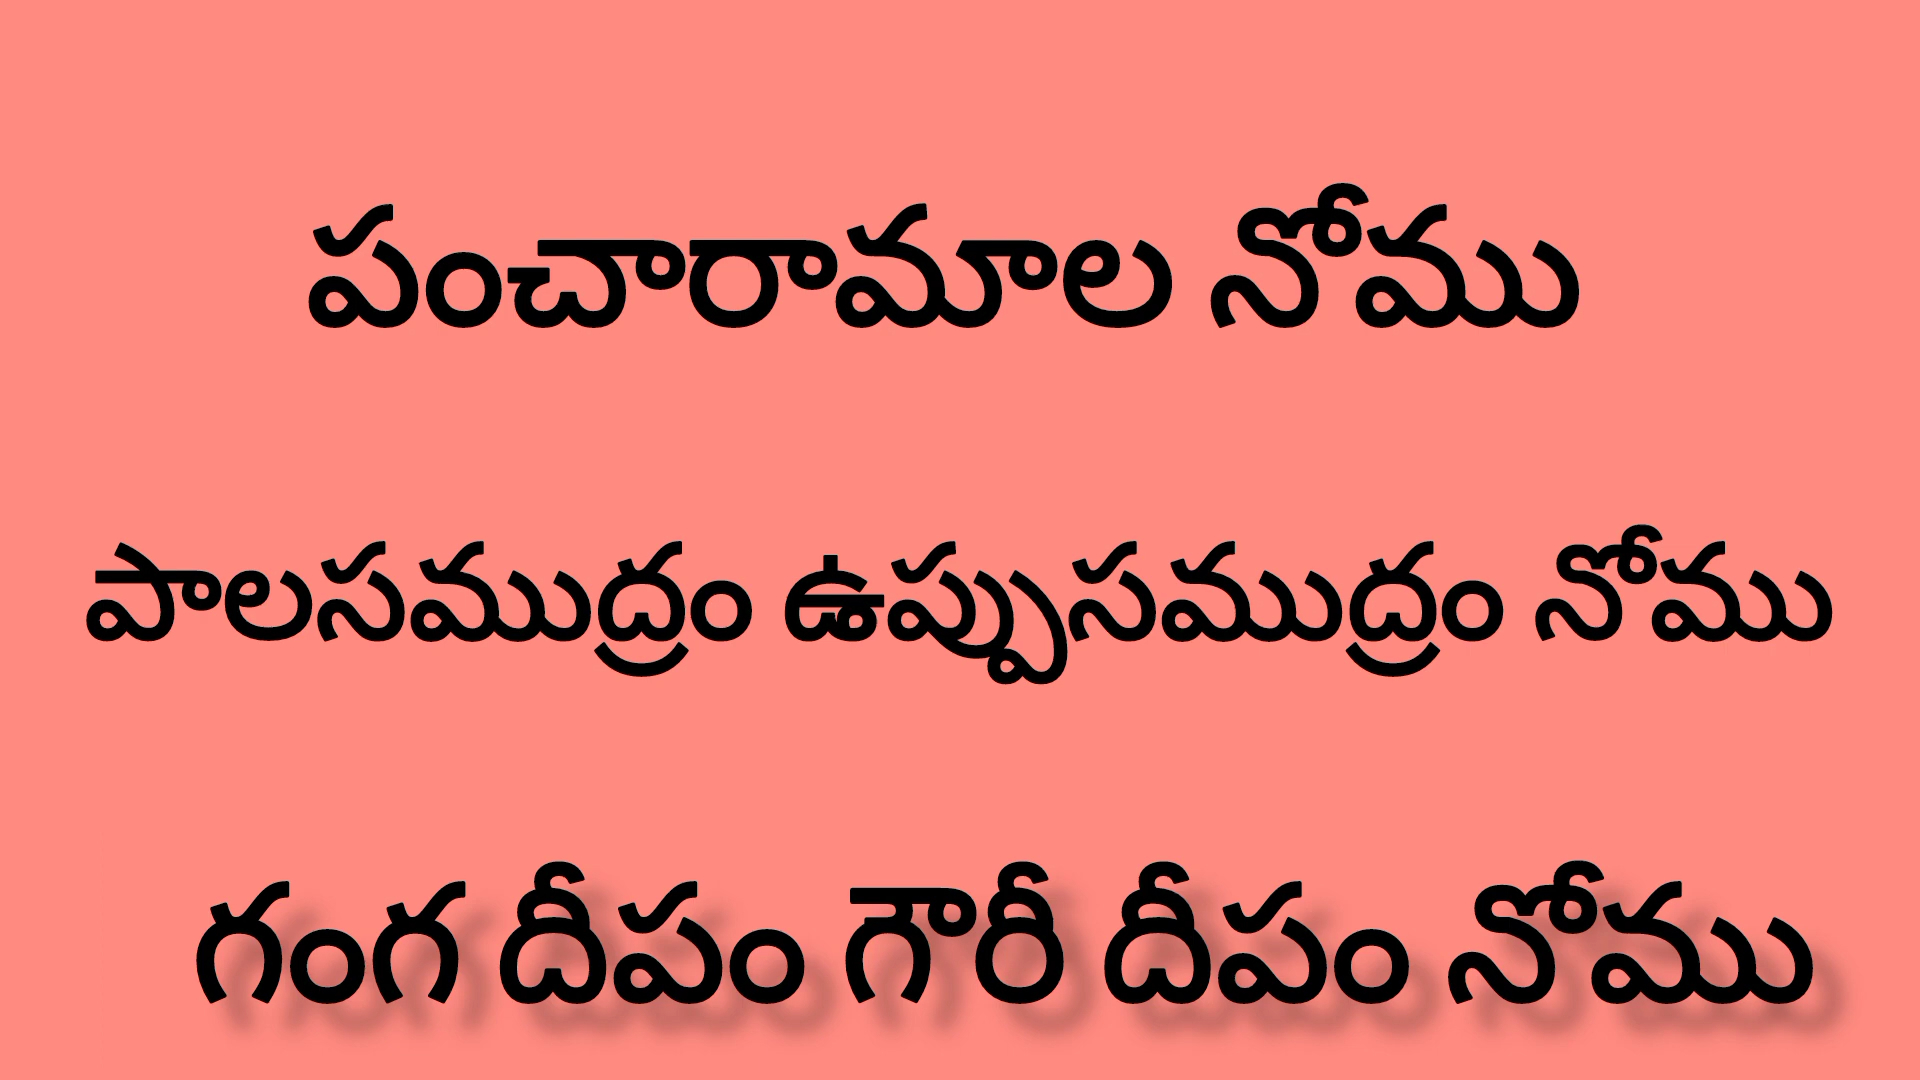 పంచారామాల నోము
పాలసముద్రం ఉప్పుసముద్రం నోము
గంగ దీపం గౌరీ దీపం నోము